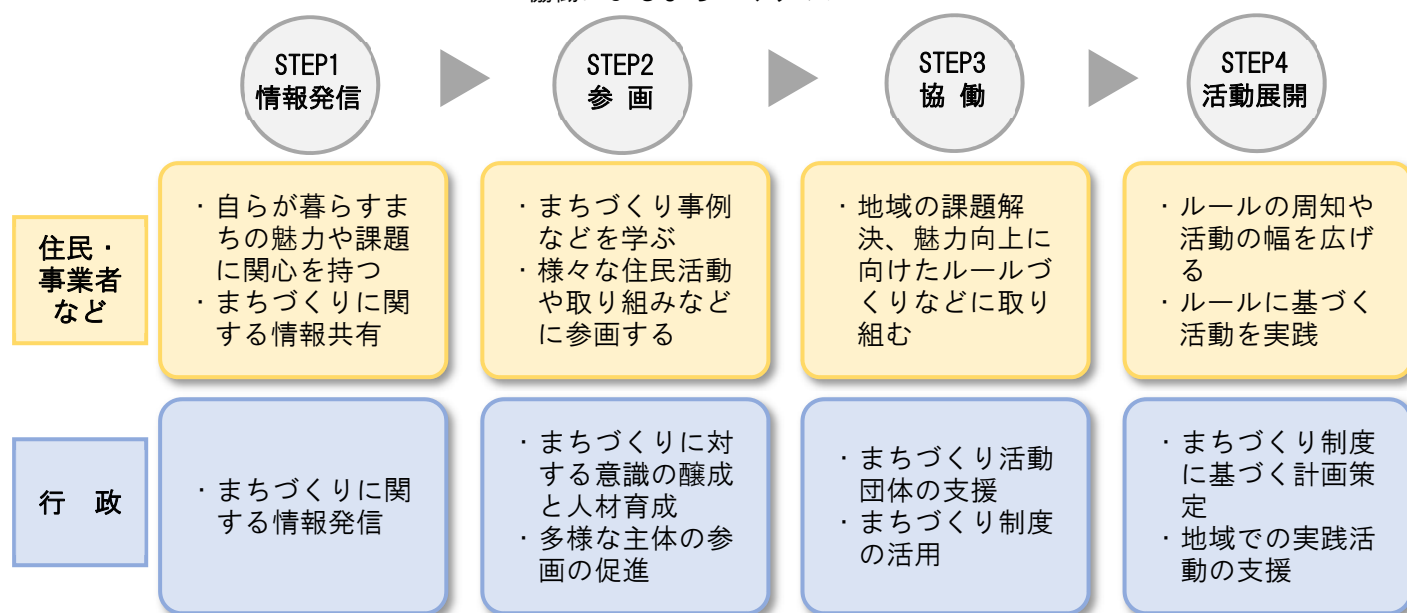 STEP1
情報発信
STEP2
参 画
STEP3
協 働
STEP4
活動展開
住民・
事業者
など
・自らが暮らすま
ちの魅力や課題
に関心を持つ
・まちづくりに関
する情報共有
・まちづくり事例
などを学ぶ
・様々な住民活動
や取り組みなど
に参画する
・地域の課題解
決、魅力向上に
向けたルールづ
くりなどに取り
組む
・ルールの周知や
活動の幅を広げ
る
・ルールに基づく
活動を実践
行 政
・まちづくりに関
する情報発信
・まちづくりに対
する意識の醸成
と人材育成
・多様な主体の参
画の促進
・まちづくり活動
団体の支援
・まちづくり制度
の活用
・まちづくり制度
に基づく計画策
定
・地域での実践活
動の支援